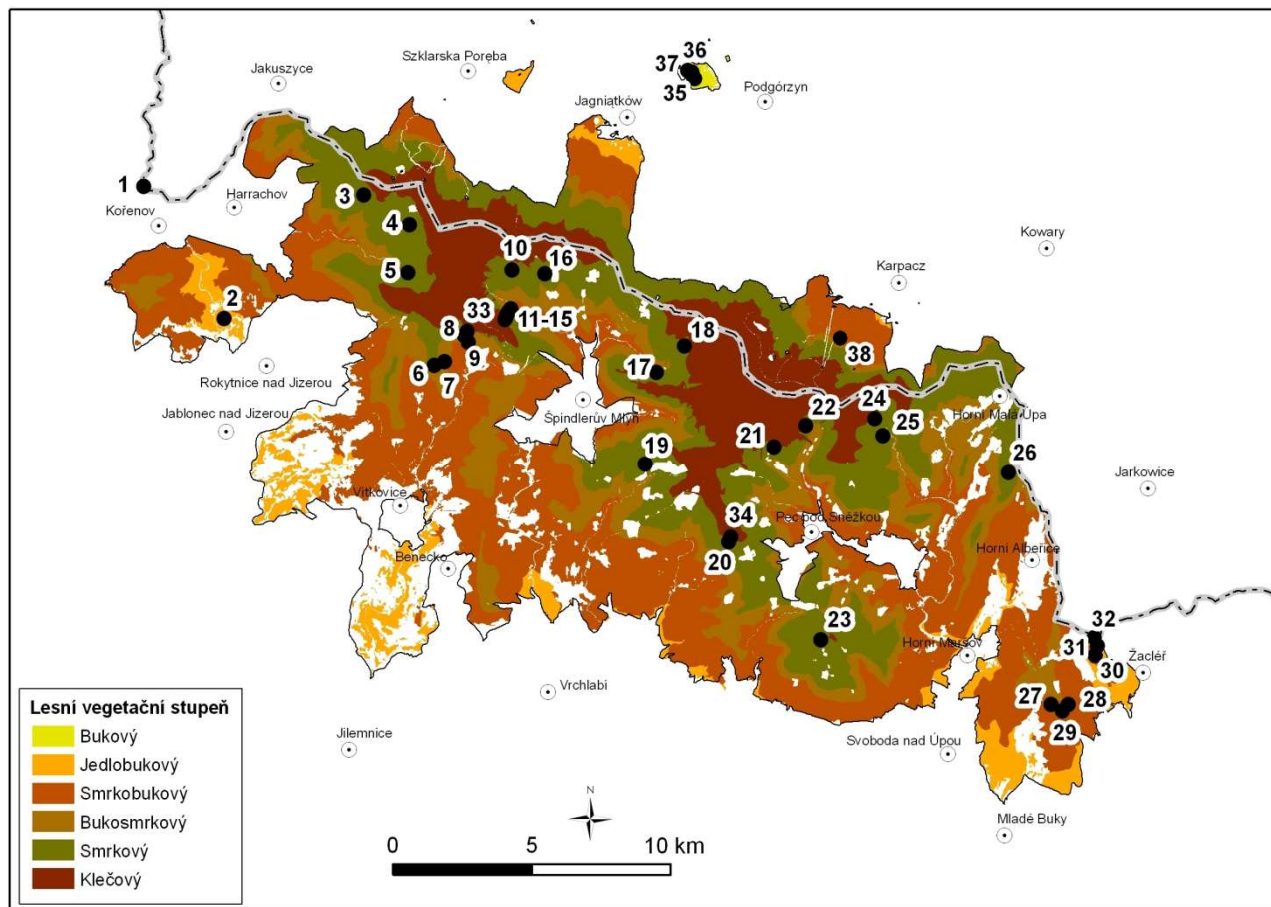 36
Szklarska Poręba
37
Jakuszyce
35
Podgórzyn
Jagniątków
1
3
Harrachov
Kořenov
4
Kowary
10
16
5
Karpacz
2
33
8
11-15
18
38
9
17
6
7
Rokytnice nad Jizerou
24
Horní Malá Úpa
Jablonec nad Jizerou
Špindlerův Mlýn
22
25
21
19
26
Jarkowice
Vítkovice
34
Pec pod Sněžkou
Benecko
20
Horní Albeřice
23
32
31
Horní Maršov
30
Žacléř
Vrchlabí
27
28
29
Lesní vegetační stupeň
Bukový
Jedlobukový
Smrkobukový
Bukosmrkový
Smrkový
Klečový
Jilemnice
Svoboda nad Úpou
N
Mladé Buky
0 5 10 km